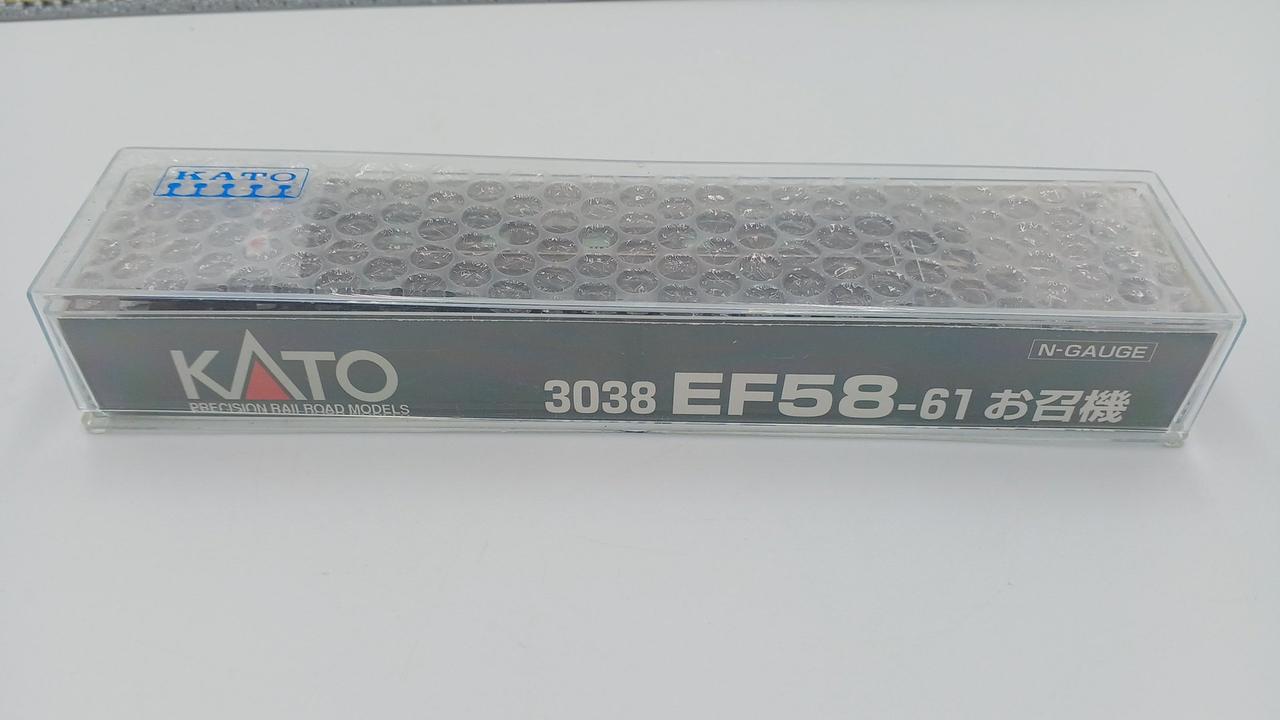 KATO
KATO
PRECISION RAILROAD MODELS
N-GAUGE
3038 EF58-61 お召機